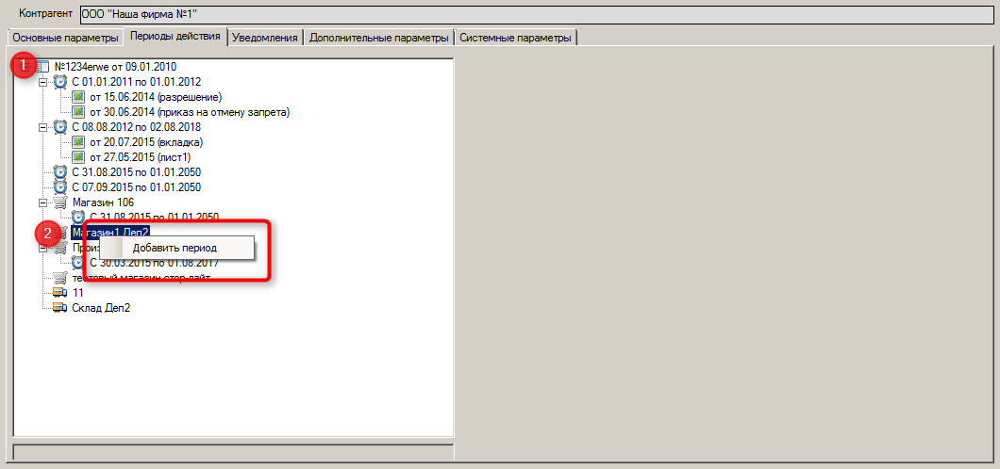 Контрагент ООО "Наша фирма №1"
Основные параметры Периоды действия Уведомления Дополнительные параметры Системные параметры
1 №1234erwe от 09.01.2010
С 01.01.2011 по 01.01.2012
от 15.06.2014 (разрешение)
от 30.06.2014 (приказ на отмену запрета)
С 08.08.2012 по 02.08.2018
от 20.07.2015 (вкладка)
от 27.05.2015 (лист1)
С 31.08.2015 по 01.01.2050
С 07.09.2015 по 01.01.2050
Магазин 106
С 31.08.2015 по 01.01.2050
2 Магазин1 Деп2
Добавить период
С 30.03.2015 по 01.08.2017
тестовый магазин стор-лайт
11
Склад Деп2